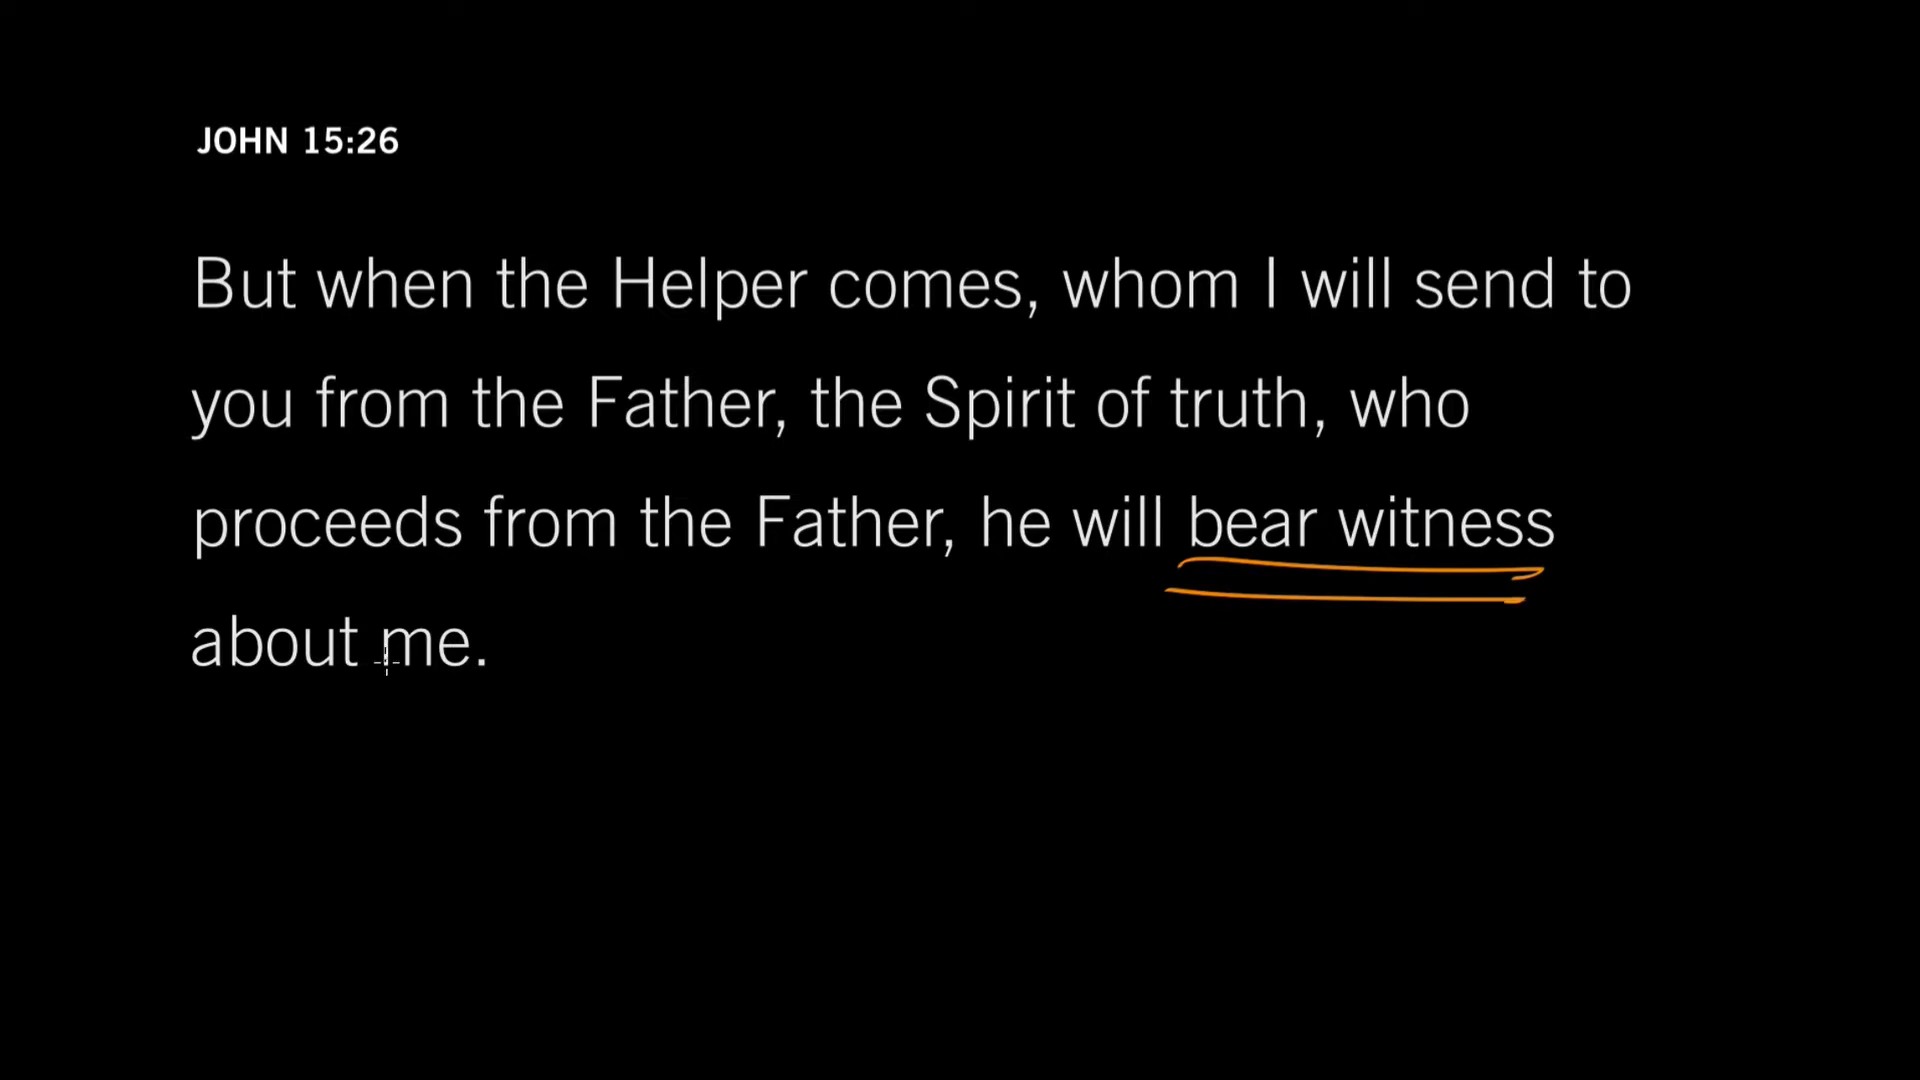 JOHN 15:26
But when the Helper comes, whom I will send to
you from the Father, the Spirit of truth, who
proceeds from the Father, he will bear witness
about me.